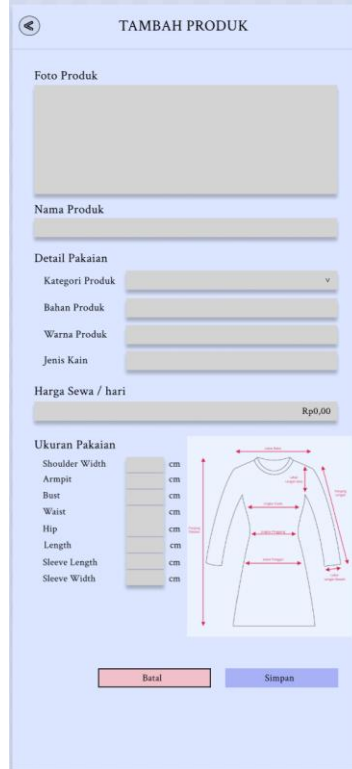 TAMBAH PRODUK
Foto Produk
Nama Produk
Detail Pakaian
Kategori Produk
Bahan Produk
Warna Produk
Jenis Kain
Harga Sewa / hari
Rp0,00
Ukuran Pakaian
Shoulder Width cm
Armpit cm
Bust cm
Waist cm
Hip cm
Length cm
Sleeve Length cm
Sleeve Width cm
Batal
Simpan